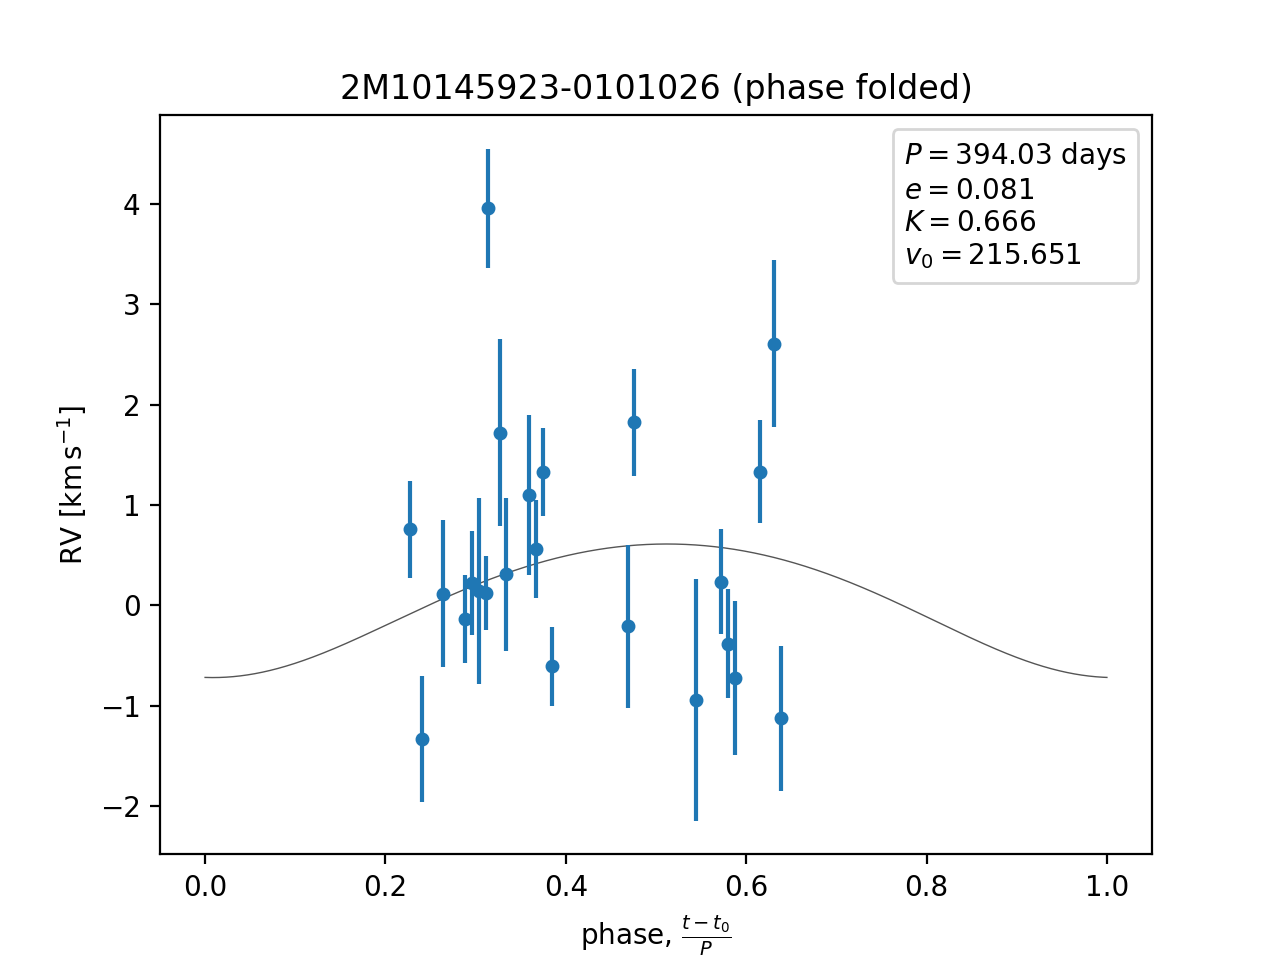 2M10145923-0101026 (phase folded)
P = 394.03 days
e = 0.081
K = 0.666
v₀ = 215.651
RV [km s⁻¹]
4
3
2
1
0
−1
−2
0.0 0.2 0.4 0.6 0.8 1.0
phase, (t − t₀)/P